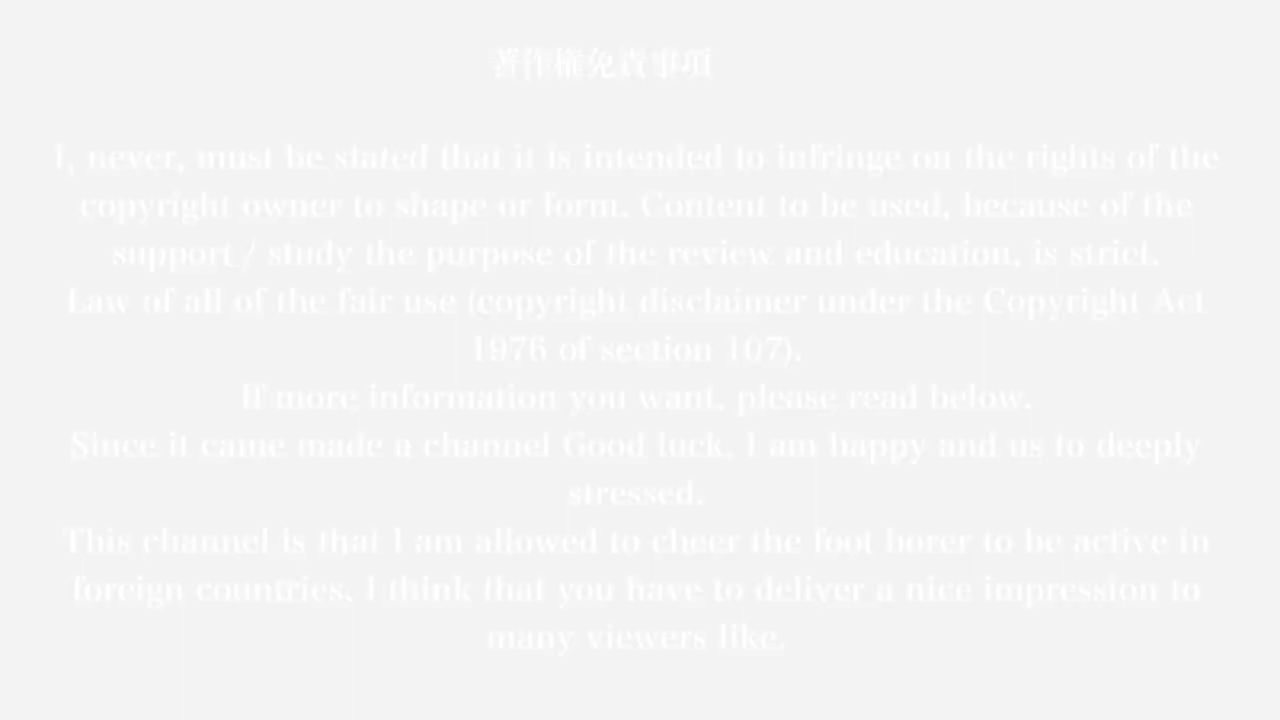 著作権免責事項
I, never, must be stated that it is intended to infringe on the rights of the
copyright owner to shape or form. Content to be used, because of the
support / study the purpose of the review and education, is strict.
Law of all of the fair use (copyright disclaimer under the Copyright Act
1976 of section 107).
If more information you want, please read below.
Since it came made a channel Good luck, I am happy and us to deeply
stressed.
This channel is that I am allowed to cheer the foot borer to be active in
foreign countries. I think that you have to deliver a nice impression to
many viewers like.